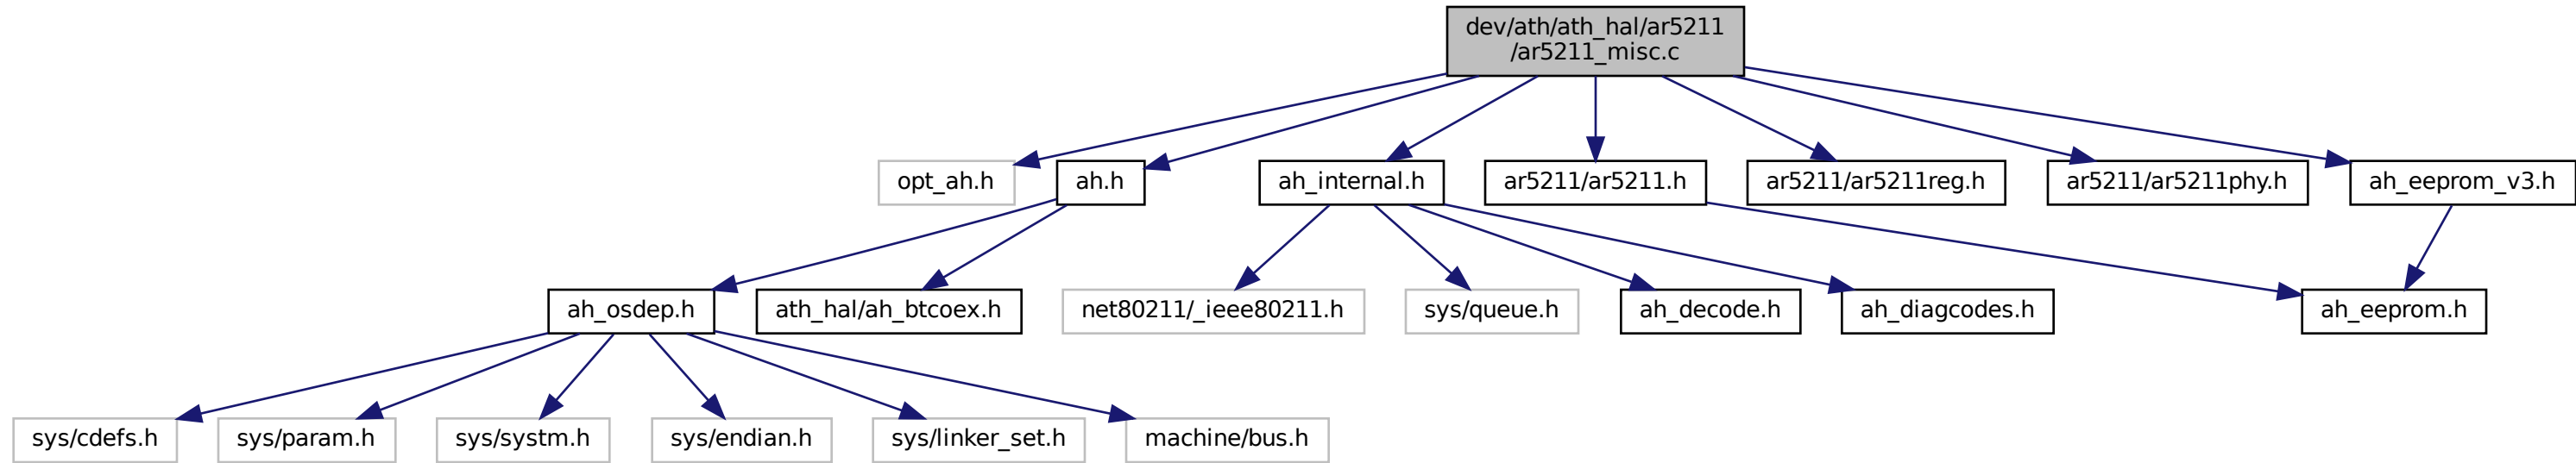 dev/ath/ath_hal/ar5211
/ar5211_misc.c
opt_ah.h
ah.h
ah_internal.h
ar5211/ar5211.h
ar5211/ar5211reg.h
ar5211/ar5211phy.h
ah_eeprom_v3.h
ah_osdep.h
ath_hal/ah_btcoex.h
net80211/_ieee80211.h
sys/queue.h
ah_decode.h
ah_diagcodes.h
ah_eeprom.h
sys/cdefs.h
sys/param.h
sys/systm.h
sys/endian.h
sys/linker_set.h
machine/bus.h